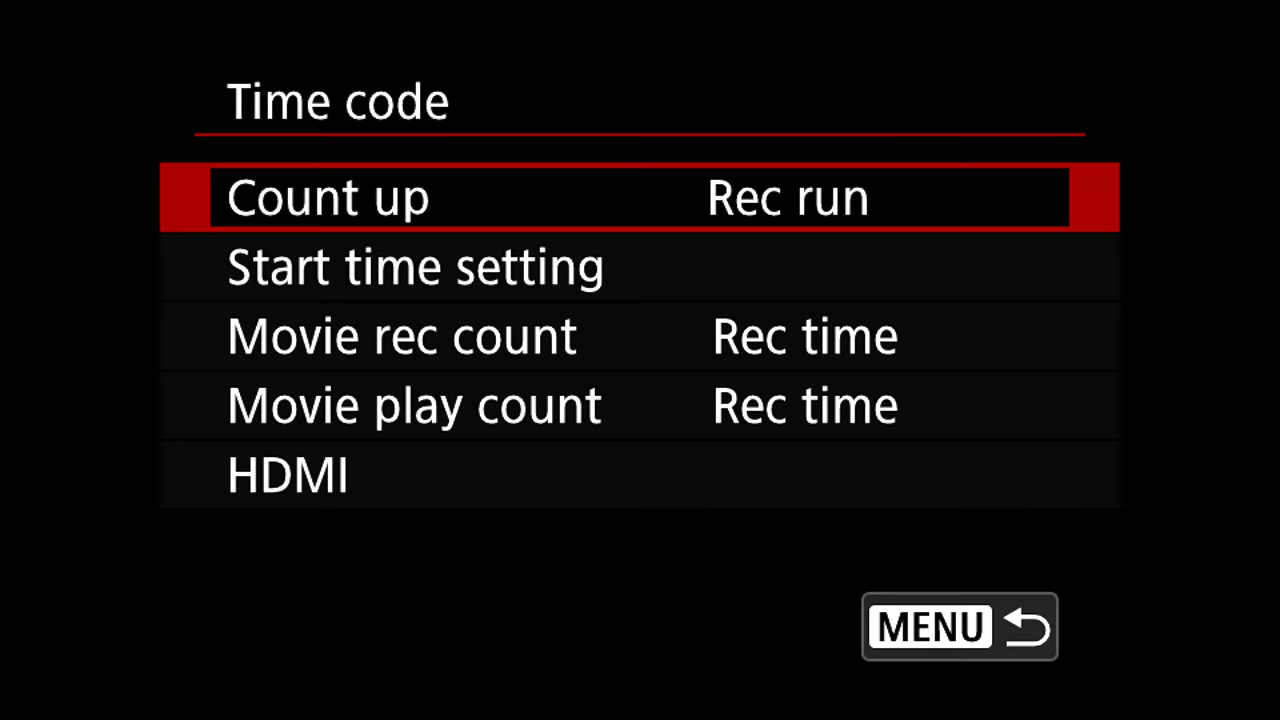 Time code
Count up Rec run
Start time setting
Movie rec count Rec time
Movie play count Rec time
HDMI
MENU